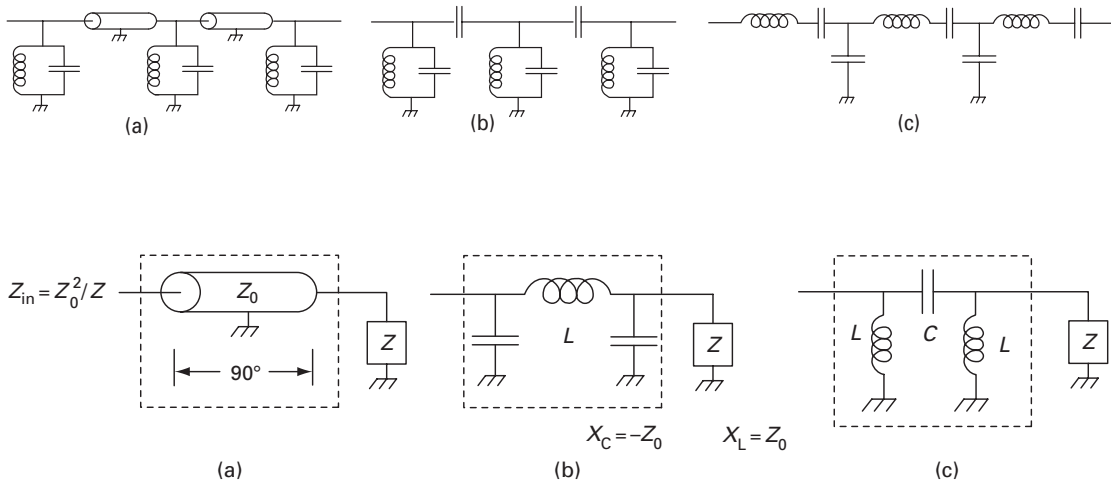 (a)
(b)
(c)
Z_in = Z_0^2/Z
Z_0
Z
90°
L
Z
L
C
L
Z
X_C = −Z_0
X_L = Z_0
(a)
(b)
(c)